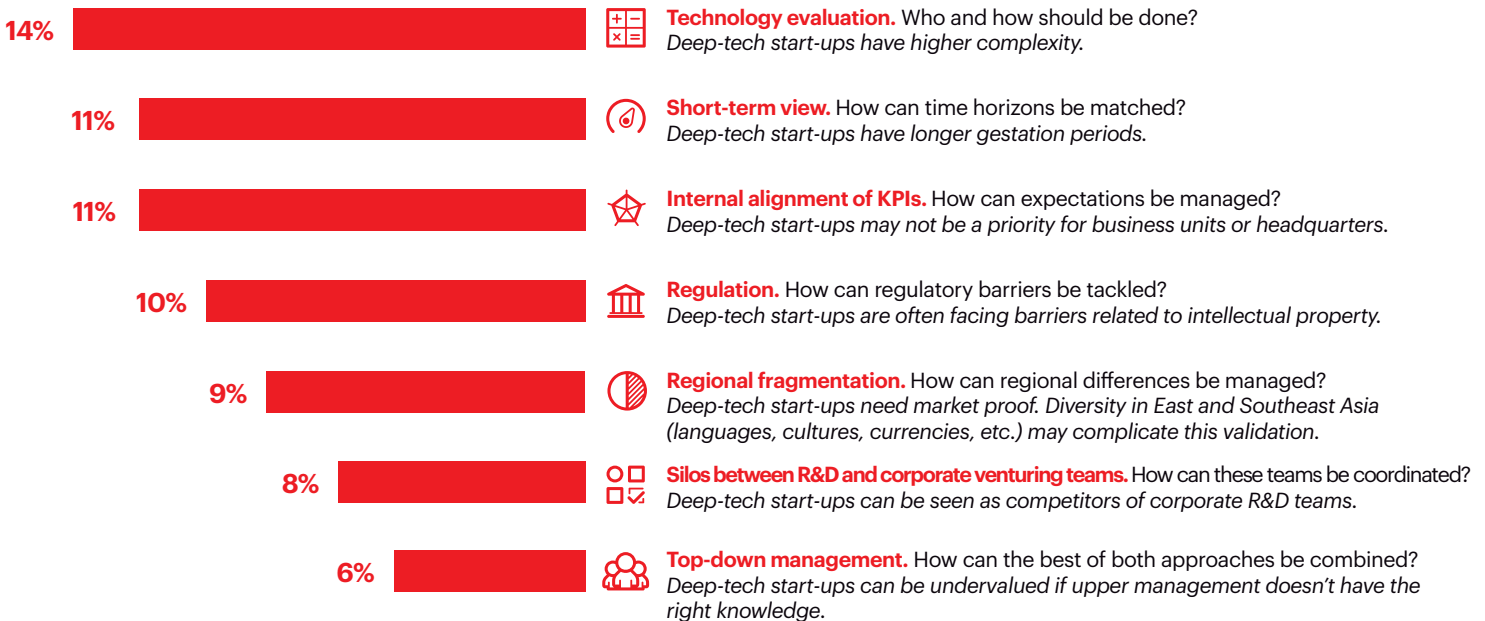 14%
Technology evaluation. Who and how should be done?
Deep-tech start-ups have higher complexity.
11%
Short-term view. How can time horizons be matched?
Deep-tech start-ups have longer gestation periods.
11%
Internal alignment of KPIs. How can expectations be managed?
Deep-tech start-ups may not be a priority for business units or headquarters.
10%
Regulation. How can regulatory barriers be tackled?
Deep-tech start-ups are often facing barriers related to intellectual property.
9%
Regional fragmentation. How can regional differences be managed?
Deep-tech start-ups need market proof. Diversity in East and Southeast Asia
(languages, cultures, currencies, etc.) may complicate this validation.
8%
Silos between R&D and corporate venturing teams. How can these teams be coordinated?
Deep-tech start-ups can be seen as competitors of corporate R&D teams.
6%
Top-down management. How can the best of both approaches be combined?
Deep-tech start-ups can be undervalued if upper management doesn’t have the
right knowledge.